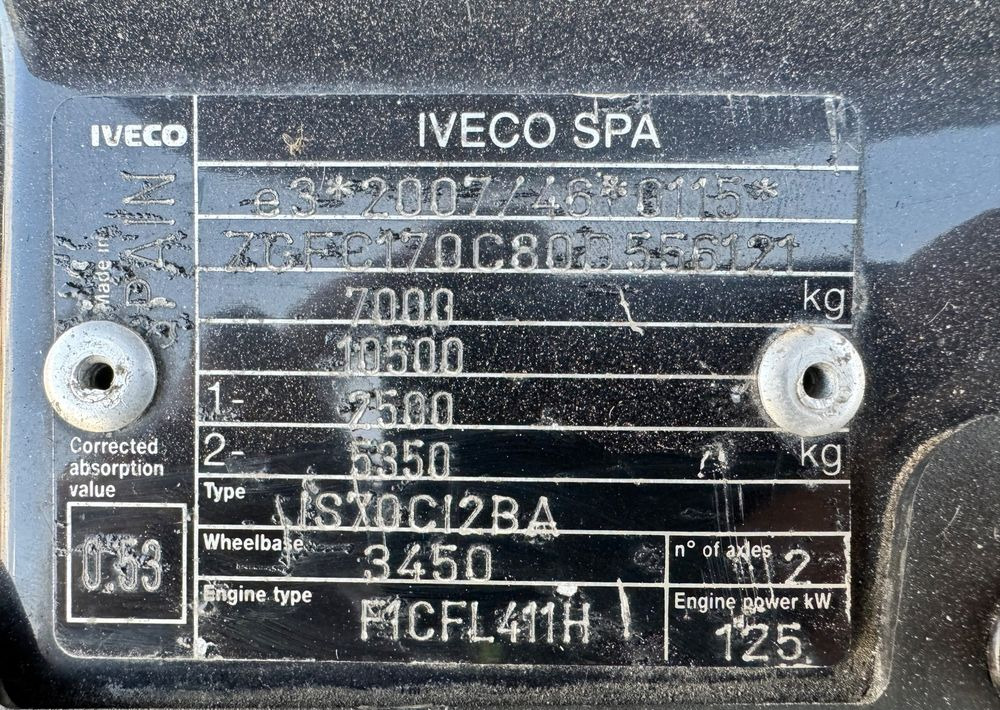 IVECO
IVECO SPA
e3*2007/46*0115*
ZCFC170C80D556121
7000 kg
10500
1- 2500
2- 5350 kg
Made in SPAIN
Corrected
absorption
value
0.53
Type
IS70CI2BA
Wheelbase
3450
n° of axles 2
Engine type
F1CFL411H
Engine power kW
125